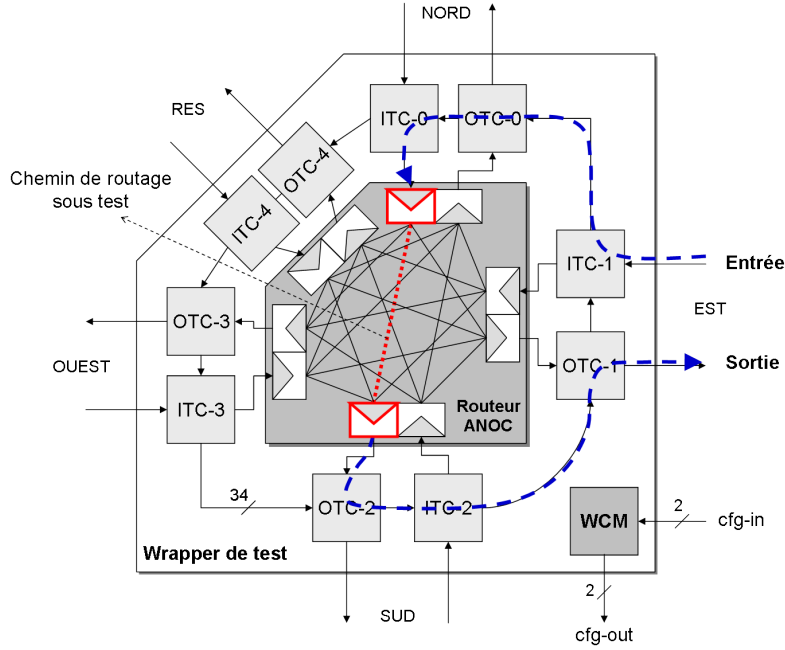 NORD
RES
ITC-0
OTC-0
OTC-4
Chemin de routage
sous test
ITC-4
ITC-1
Entrée
OTC-3
EST
OUEST
OTC-1
Sortie
ITC-3
Routeur
ANOC
34
OTC-2
ITC-2
WCM
2
cfg-in
Wrapper de test
2
SUD
cfg-out